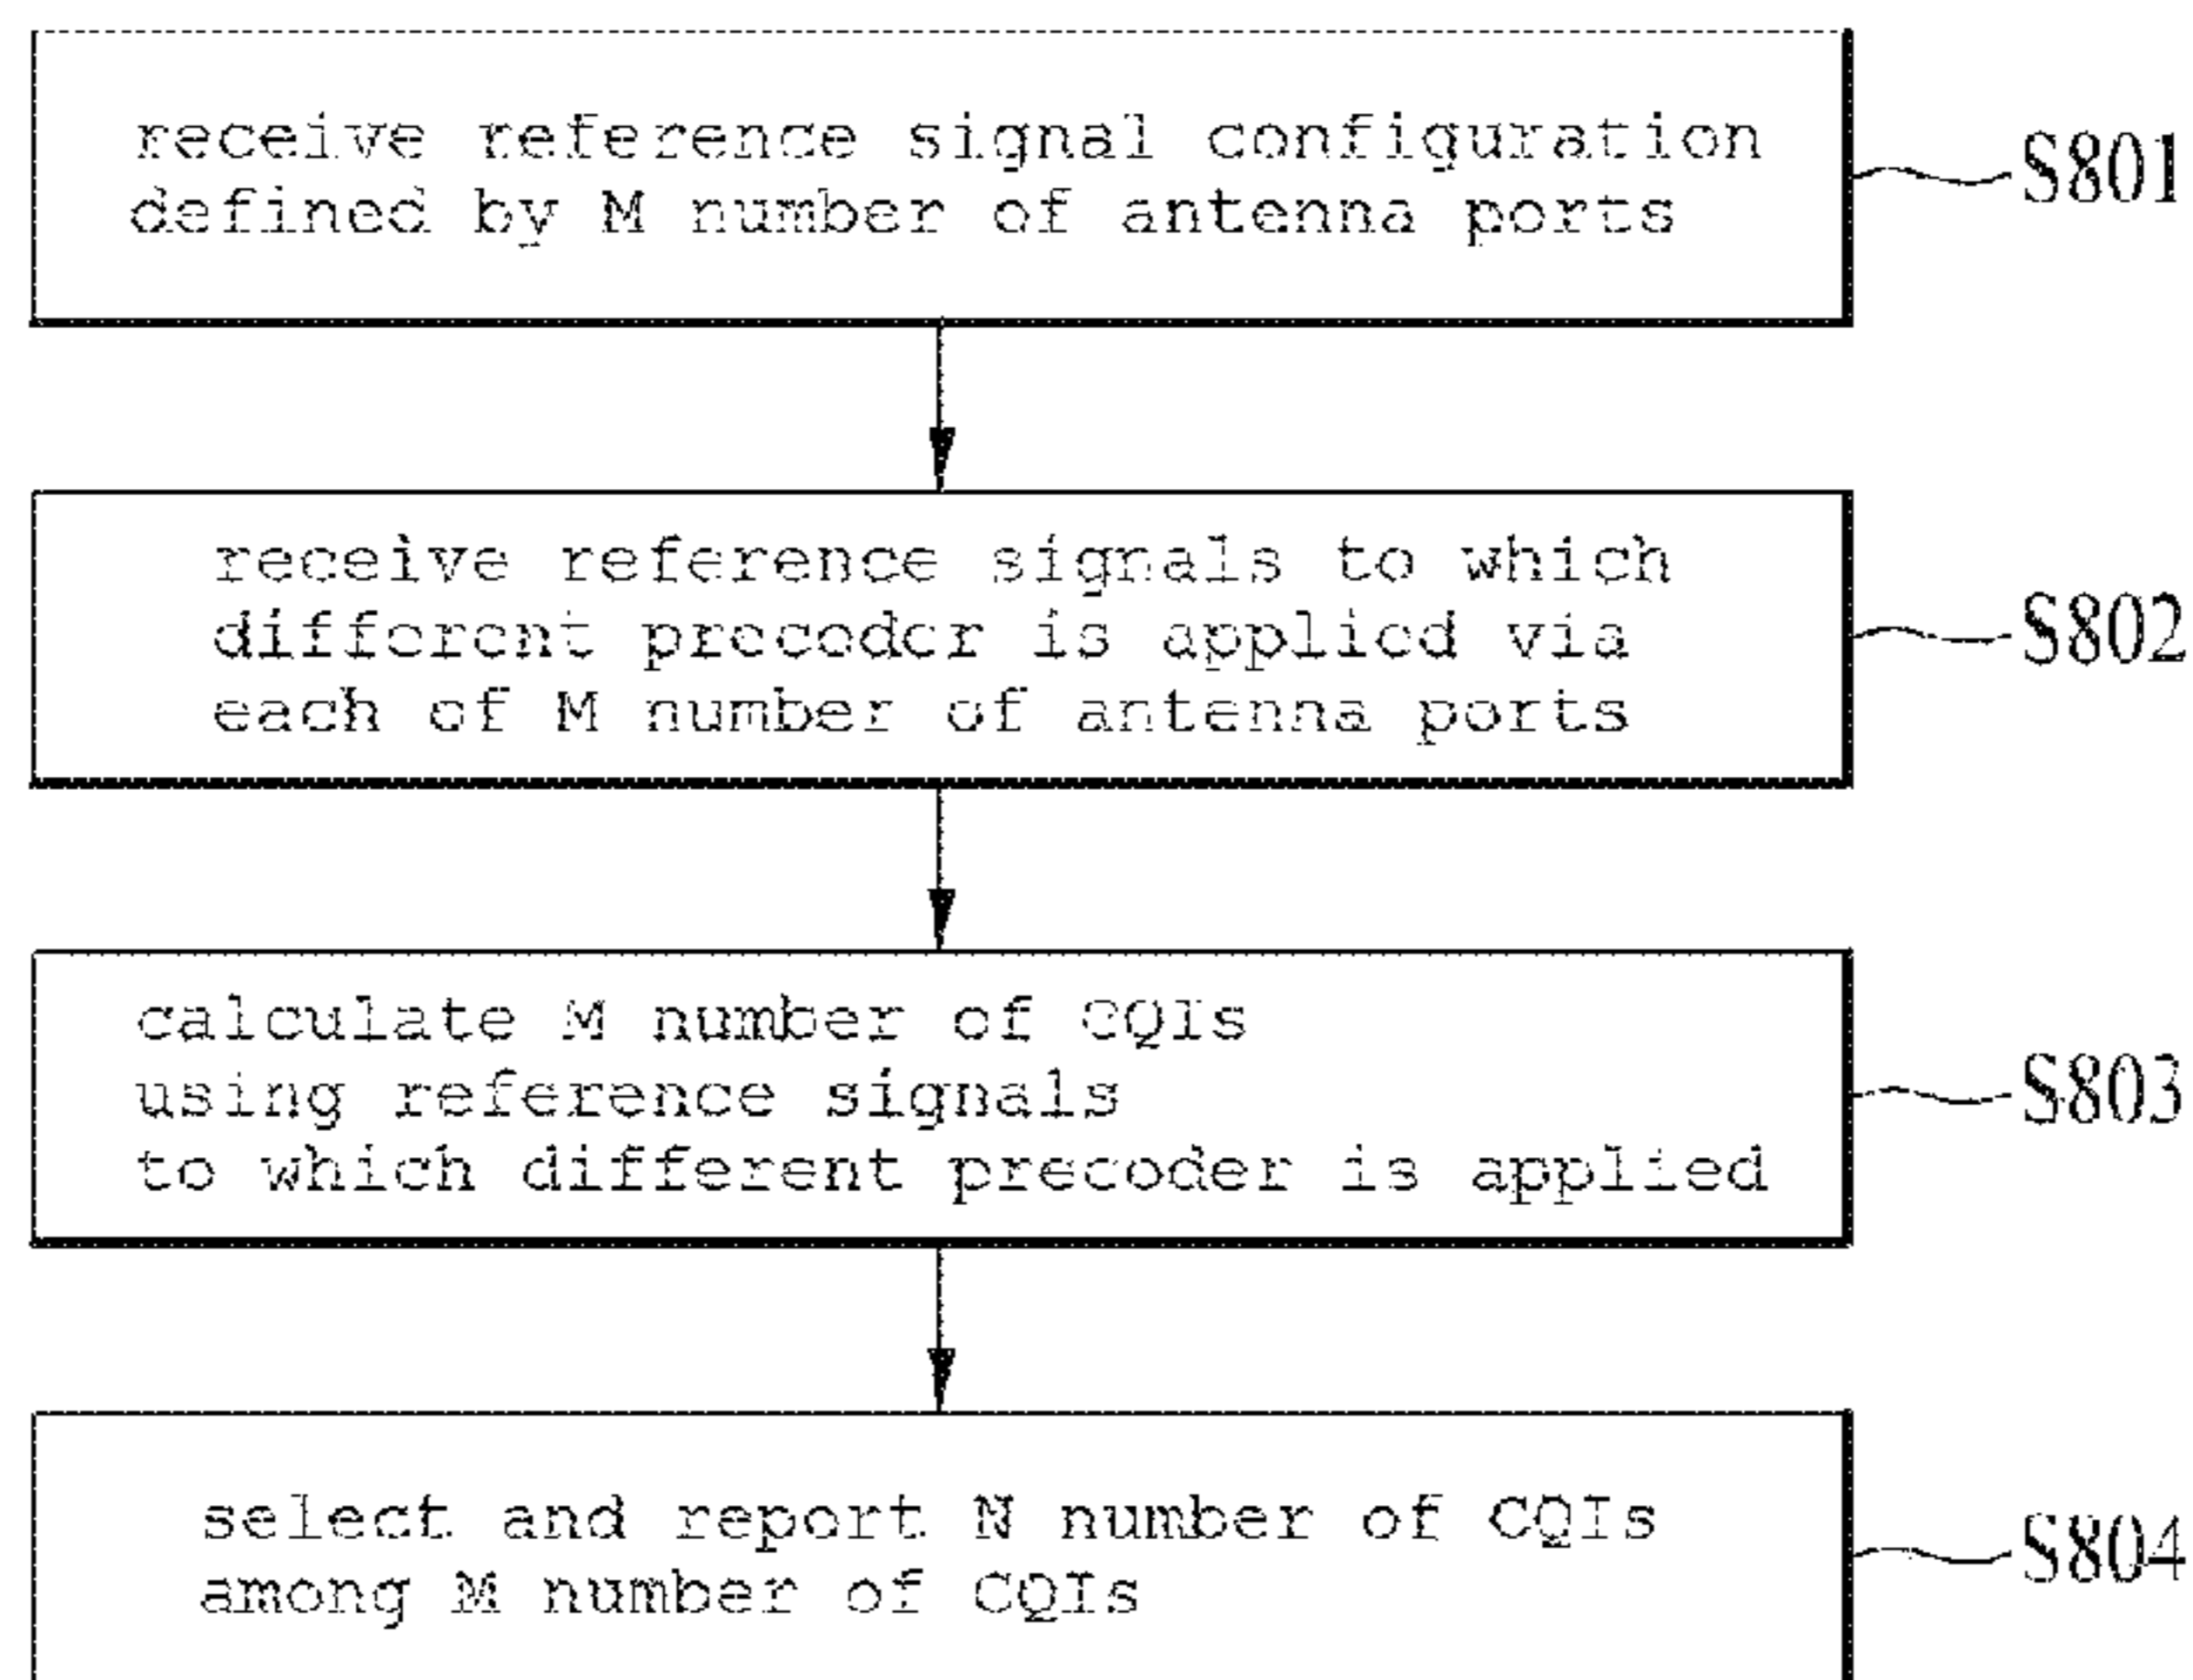 receive reference signal configuration
defined by M number of antenna ports
S801
receive reference signals to which
different precoder is applied via
each of M number of antenna ports
S802
calculate M number of CQIs
using reference signals
to which different precoder is applied
S803
select and report N number of CQIs
among M number of CQIs
S804